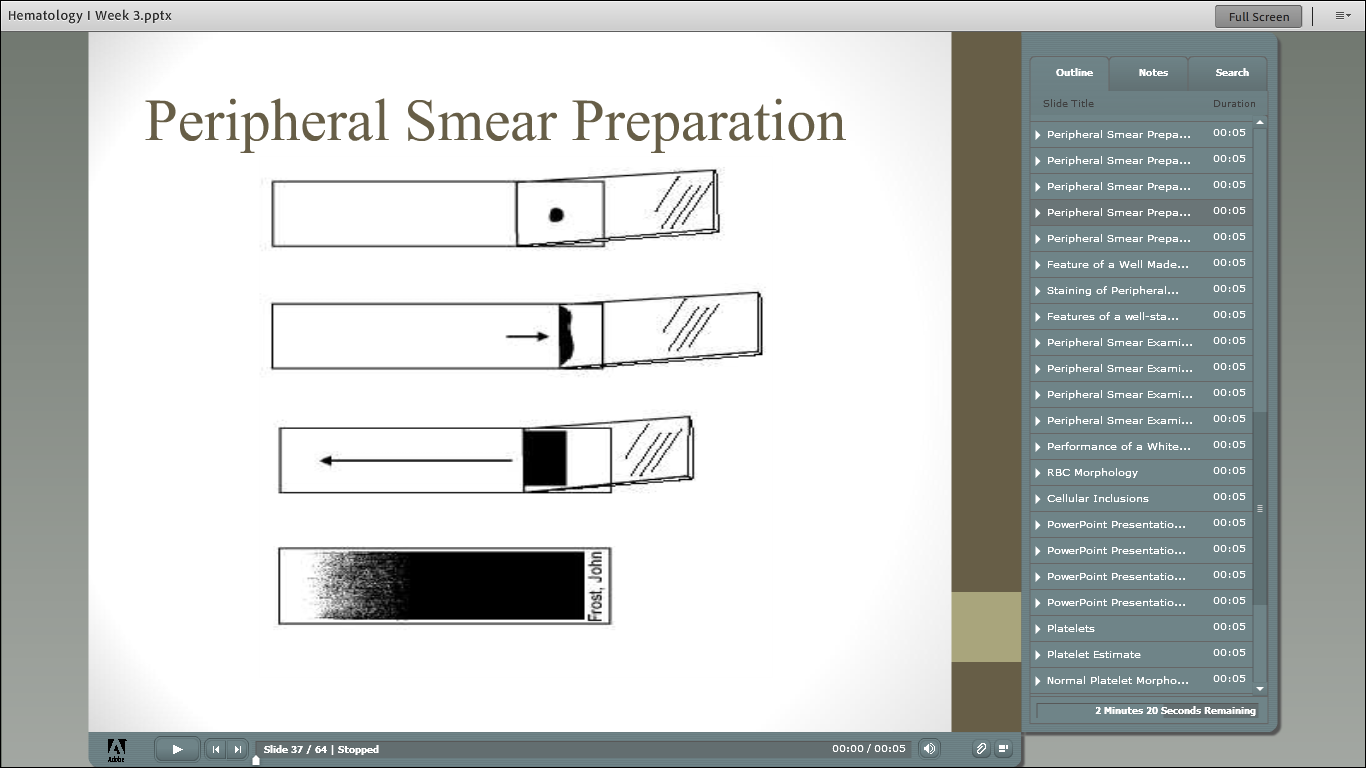 Hematology I Week 3.pptx
Full Screen
Peripheral Smear Preparation
Frost, John
Outline Notes Search
Slide Title Duration
Peripheral Smear Prepa... 00:05
Peripheral Smear Prepa... 00:05
Peripheral Smear Prepa... 00:05
Peripheral Smear Prepa... 00:05
Peripheral Smear Prepa... 00:05
Feature of a Well Made... 00:05
Staining of Peripheral... 00:05
Features of a well-sta... 00:05
Peripheral Smear Exami... 00:05
Peripheral Smear Exami... 00:05
Peripheral Smear Exami... 00:05
Peripheral Smear Exami... 00:05
Performance of a White... 00:05
RBC Morphology 00:05
Cellular Inclusions 00:05
PowerPoint Presentatio... 00:05
PowerPoint Presentatio... 00:05
PowerPoint Presentatio... 00:05
PowerPoint Presentatio... 00:05
Platelets 00:05
Platelet Estimate 00:05
Normal Platelet Morpho... 00:05
2 Minutes 20 Seconds Remaining
Adobe
Slide 37 / 64 | Stopped
00:00 / 00:05